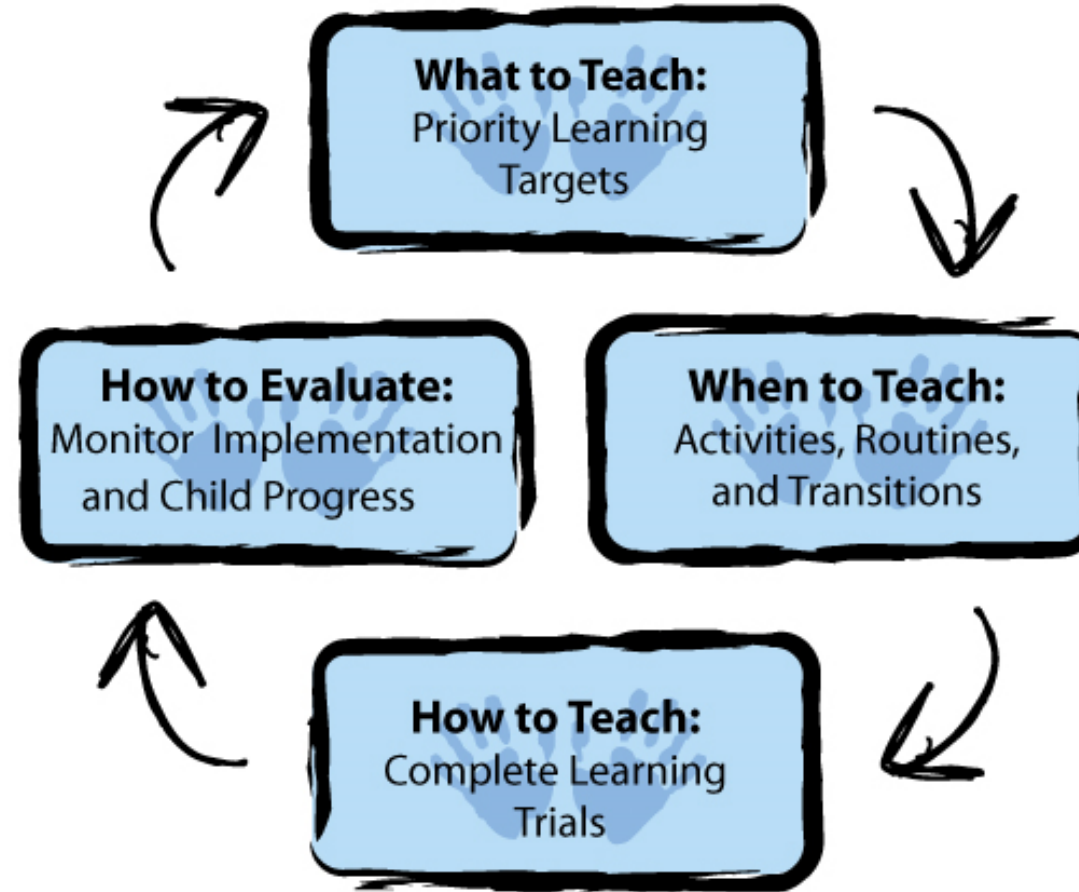 What to Teach:
Priority Learning
Targets
When to Teach:
Activities, Routines,
and Transitions
How to Teach:
Complete Learning
Trials
How to Evaluate:
Monitor Implementation
and Child Progress